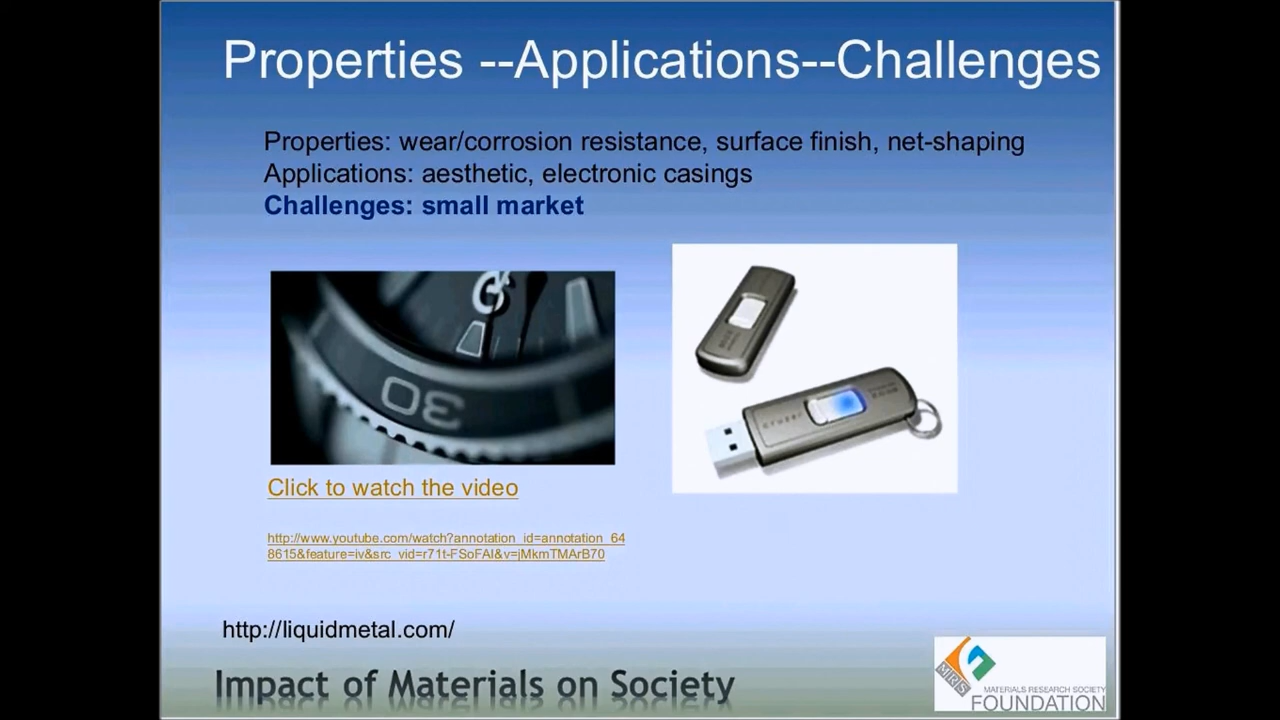 Properties --Applications--Challenges
Properties: wear/corrosion resistance, surface finish, net-shaping
Applications: aesthetic, electronic casings
Challenges: small market
30
cruzer
Click to watch the video
http://www.youtube.com/watch?annotation_id=annotation_64
8615&feature=iv&src_vid=r71t-FSoFAI&v=jMkmTMArB70
http://liquidmetal.com/
Impact of Materials on Society
MRS
MATERIALS RESEARCH SOCIETY
FOUNDATION